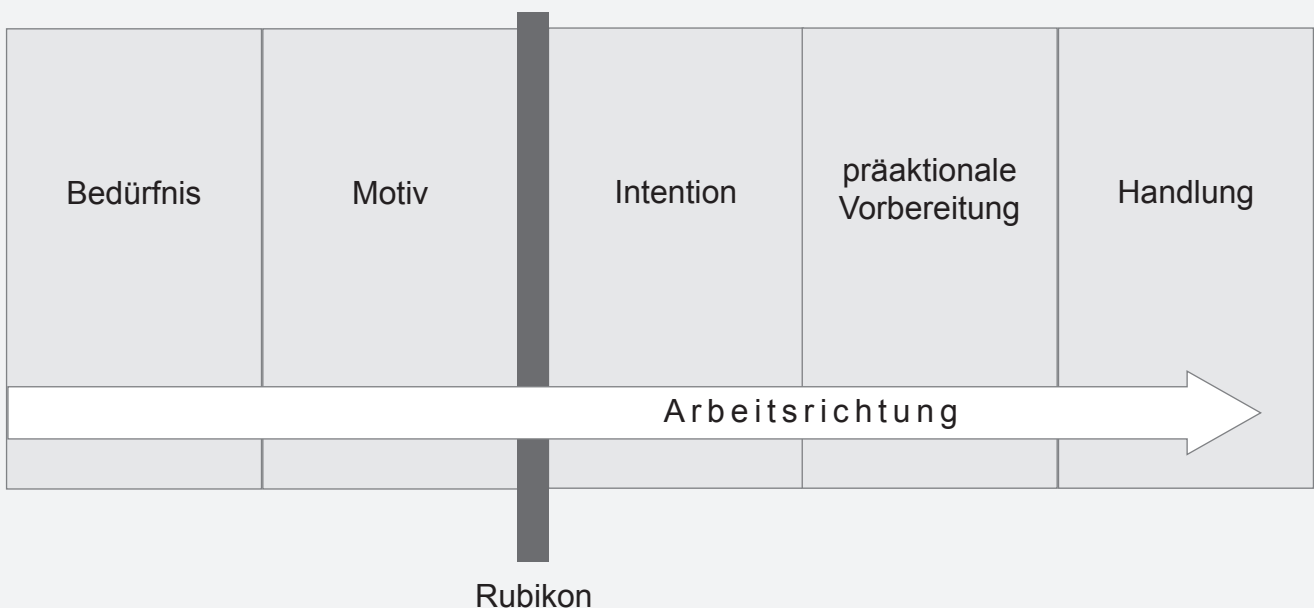 Bedürfnis
Motiv
Intention
präaktionale
Vorbereitung
Handlung
Arbeitsrichtung
Rubikon